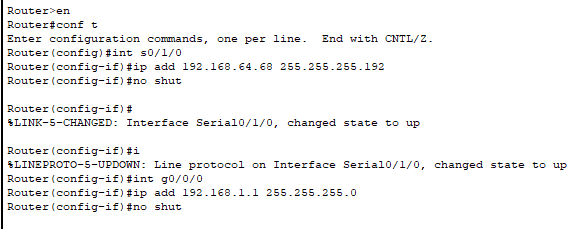 Router>en
Router#conf t
Enter configuration commands, one per line.  End with CNTL/Z.
Router(config)#int s0/1/0
Router(config-if)#ip add 192.168.64.68 255.255.255.192
Router(config-if)#no shut
Router(config-if)#
%LINK-5-CHANGED: Interface Serial0/1/0, changed state to up
Router(config-if)#i
%LINEPROTO-5-UPDOWN: Line protocol on Interface Serial0/1/0, changed state to up
Router(config-if)#int g0/0/0
Router(config-if)#ip add 192.168.1.1 255.255.255.0
Router(config-if)#no shut